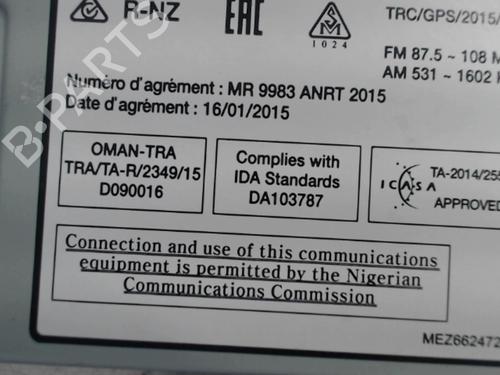 R-NZ
EAC
1024
TRC/GPS/2015/
FM 87.5 ~ 108 M
AM 531 ~ 1602 k
Numéro d'agrément : MR 9983 ANRT 2015
Date d'agrément : 16/01/2015
OMAN-TRA
TRA/TA-R/2349/15
D090016
Complies with
IDA Standards
DA103787
ICASA
TA-2014/255
APPROVED
Connection and use of this communications
equipment is permitted by the Nigerian
Communications Commission
MEZ662472
B-PARTS